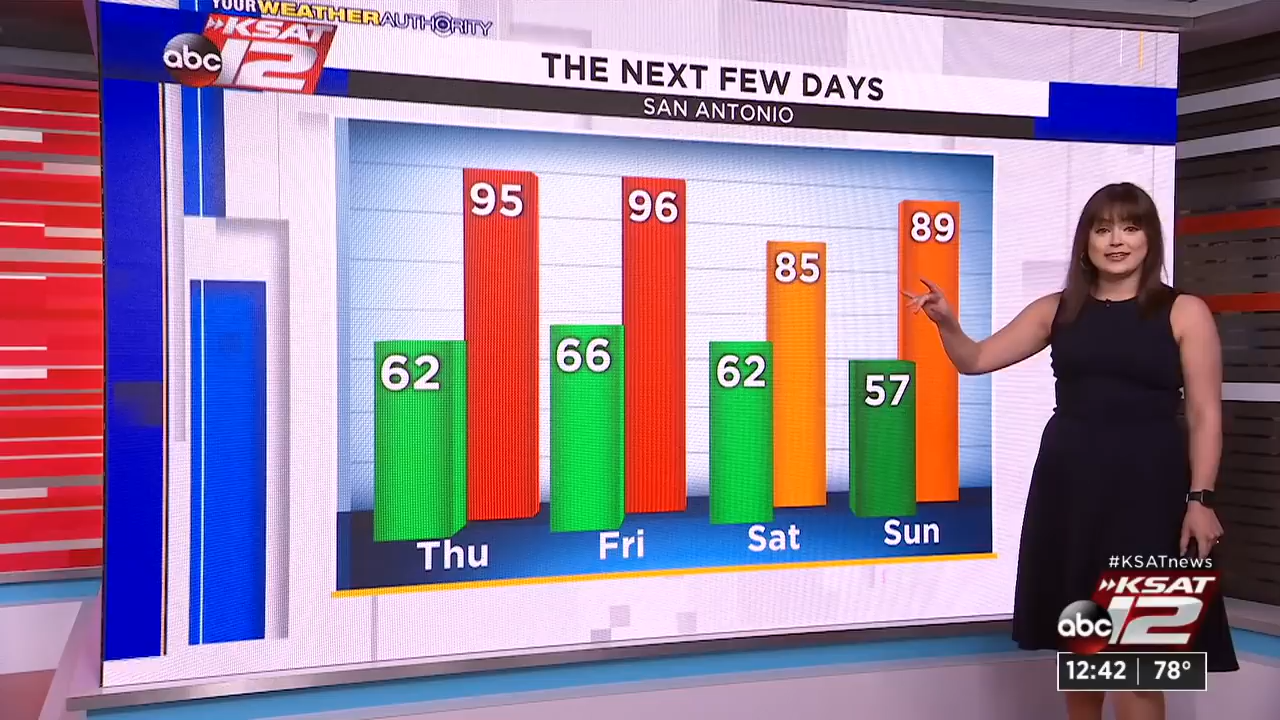 YOUR WEATHER AUTHORITY
KSAT
abc 12
THE NEXT FEW DAYS
SAN ANTONIO
95 96 85 89
62 66 62 57
Thu Fri Sat Sun
#KSATnews
KSAT
abc 12
12:42 78°